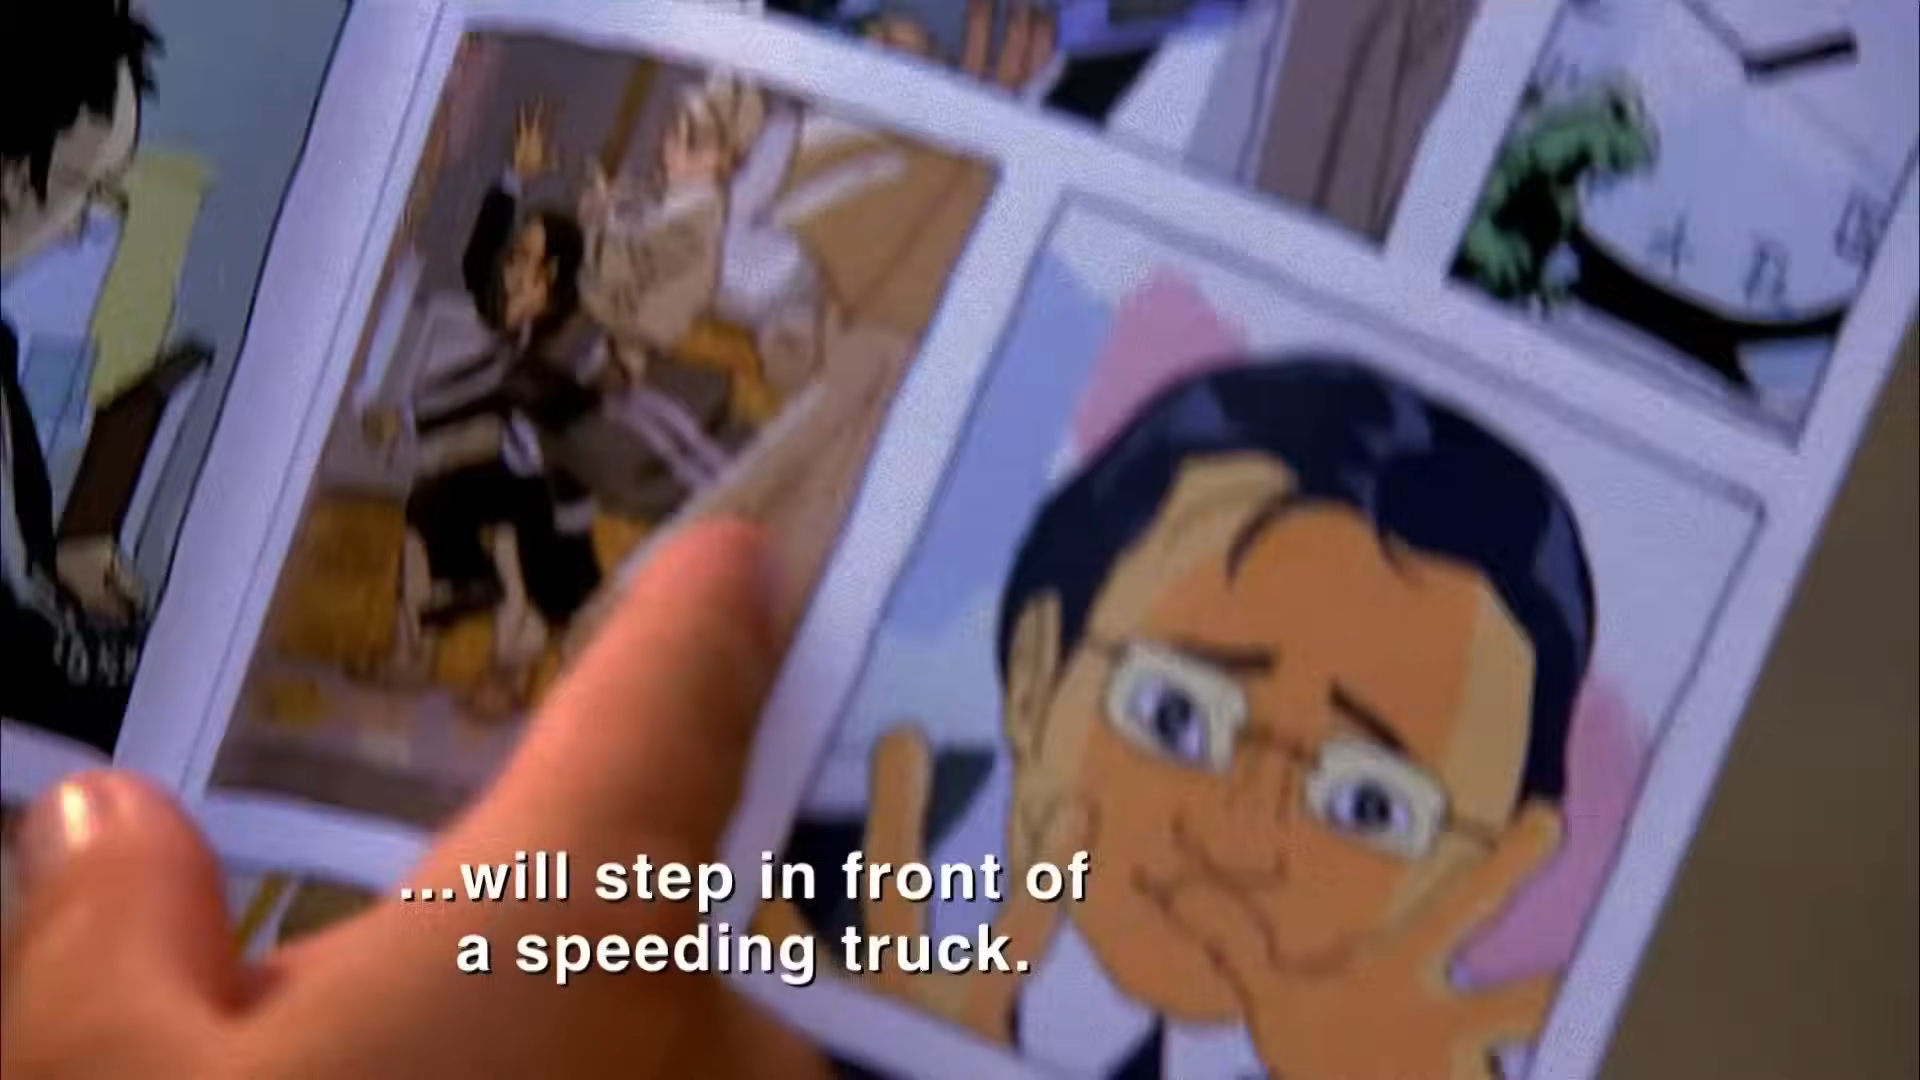 ...will step in front of
a speeding truck.